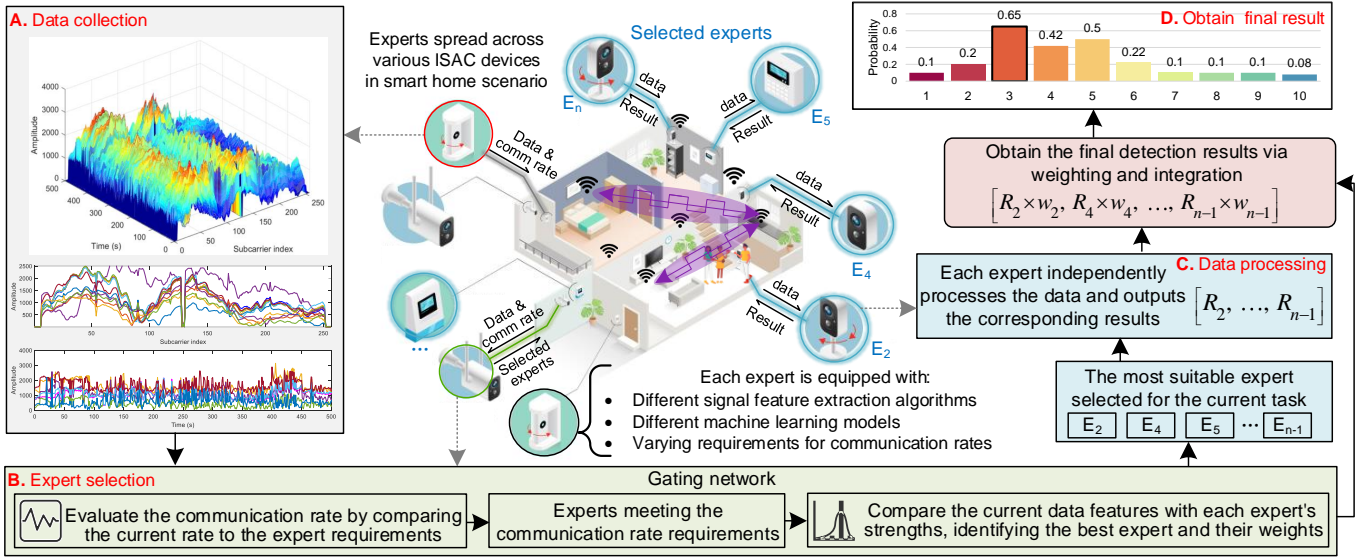 A. Data collection
4000
3000
2000
1000
0
Amplitude
500
400
300
200
100
0
Time (s)
0
50
100
150
200
250
Subcarrier index
2500
2000
1500
1000
500
Amplitude
50
100
150
200
250
Subcarrier index
4000
3000
2000
1000
0
Amplitude
0
50
100
150
200
250
300
350
400
450
500
Time (s)
Experts spread across
various ISAC devices
in smart home scenario
Selected experts
En
data
Result
data
Result
E5
Data &
comm rate
data
Result
E4
data
Result
E2
...
Data &
comm rate
Selected
experts
Each expert is equipped with:
• Different signal feature extraction algorithms
• Different machine learning models
• Varying requirements for communication rates
D. Obtain final result
Probability
0.8
0.6
0.4
0.2
0.0
0.1
0.2
0.65
0.42
0.5
0.22
0.1
0.1
0.1
0.08
1 2 3 4 5 6 7 8 9 10
Obtain the final detection results via
weighting and integration
[R2×w2, R4×w4, ..., Rn-1×wn-1]
C. Data processing
Each expert independently
processes the data and outputs
the corresponding results
[R2, ..., Rn-1]
The most suitable expert
selected for the current task
E2 E4 E5 ... En-1
B. Expert selection
Gating network
Evaluate the communication rate by comparing
the current rate to the expert requirements
Experts meeting the
communication rate requirements
Compare the current data features with each expert's
strengths, identifying the best expert and their weights